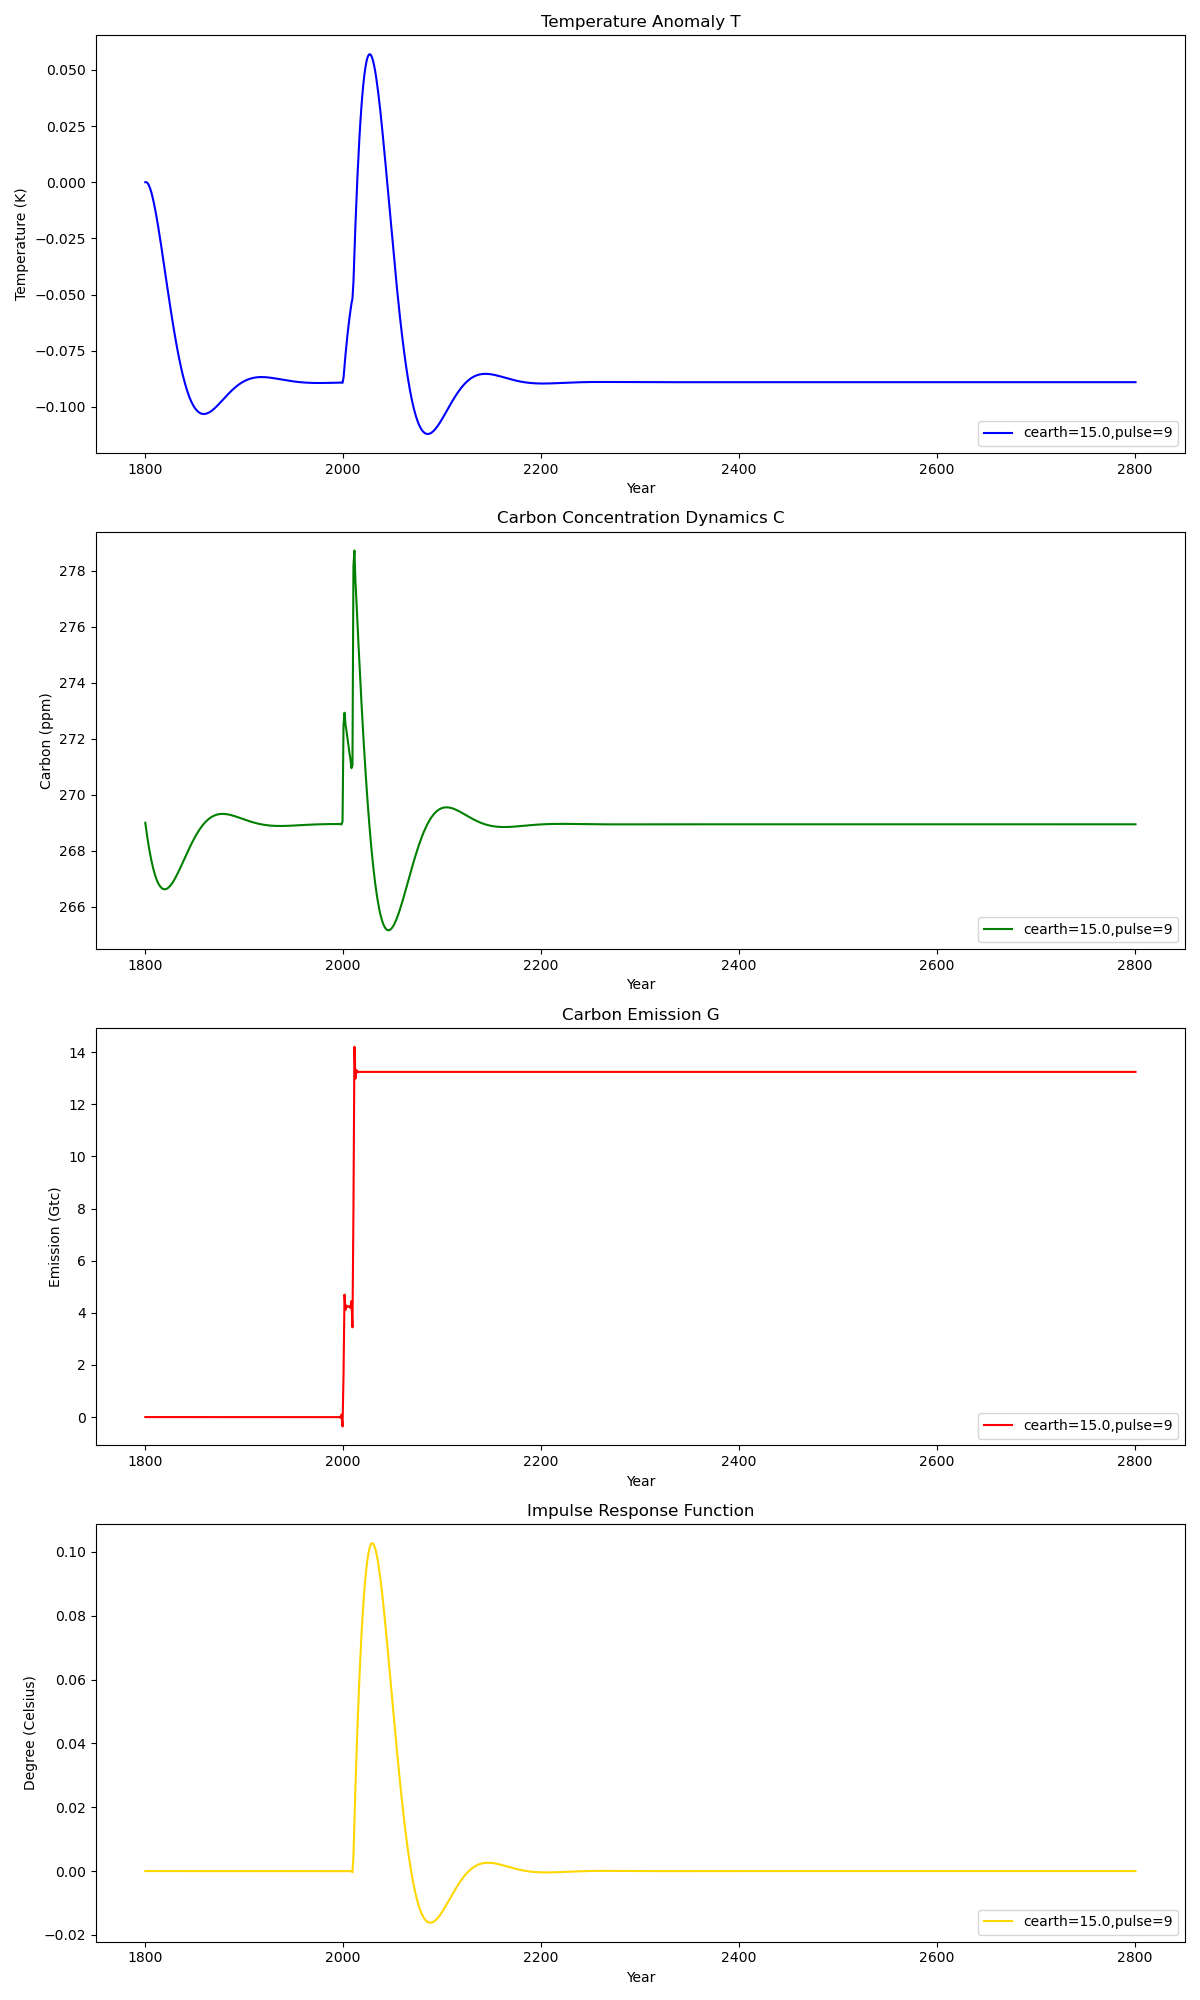 Temperature Anomaly T
0.050
0.025
0.000
−0.025
−0.050
−0.075
−0.100
Temperature (K)
cearth=15.0,pulse=9
1800 2000 2200 2400 2600 2800
Year
Carbon Concentration Dynamics C
278
276
274
272
270
268
266
Carbon (ppm)
cearth=15.0,pulse=9
1800 2000 2200 2400 2600 2800
Year
Carbon Emission G
14
12
10
8
6
4
2
0
Emission (Gtc)
cearth=15.0,pulse=9
1800 2000 2200 2400 2600 2800
Year
Impulse Response Function
0.10
0.08
0.06
0.04
0.02
0.00
−0.02
Degree (Celsius)
cearth=15.0,pulse=9
1800 2000 2200 2400 2600 2800
Year